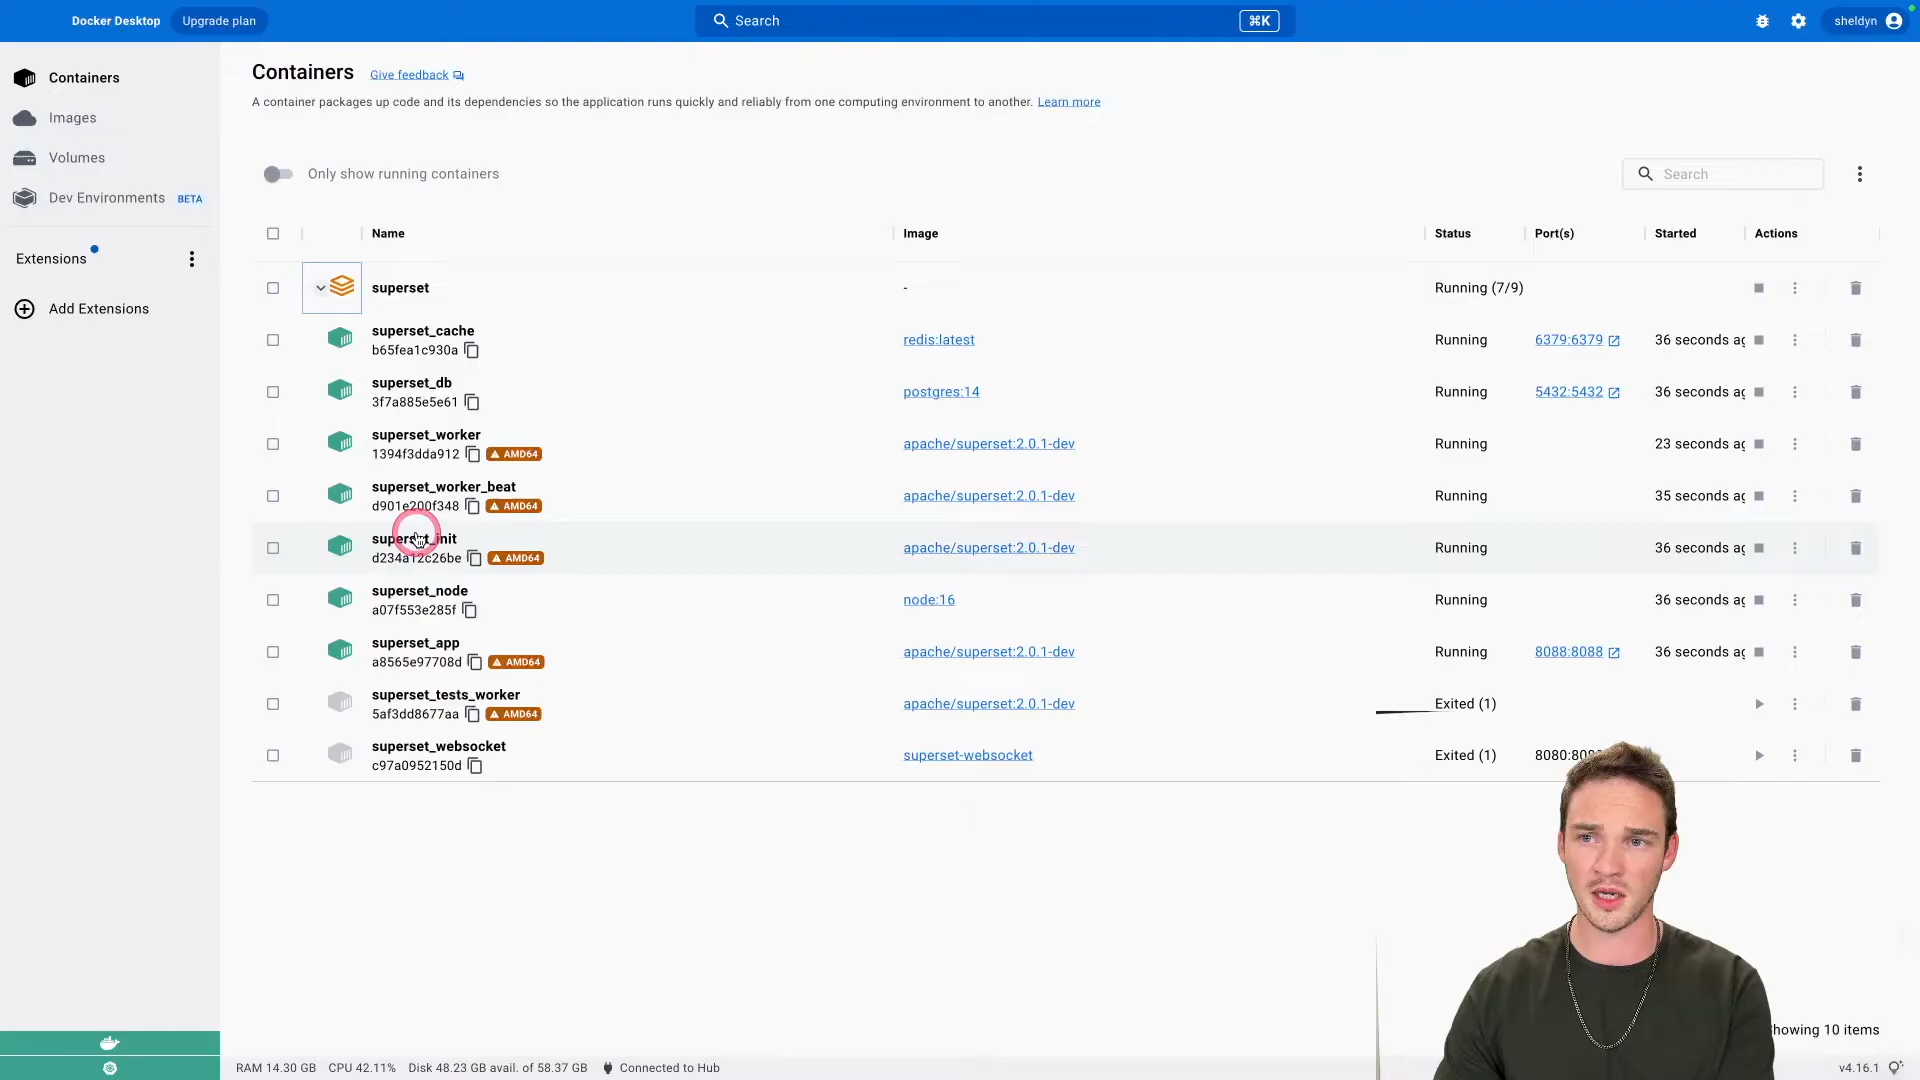 Docker Desktop
Upgrade plan
Search
⌘K
sheldyn
Containers
Images
Volumes
Dev Environments BETA
Extensions
Add Extensions
Containers Give feedback
A container packages up code and its dependencies so the application runs quickly and reliably from one computing environment to another. Learn more
Only show running containers
Search
Name Image Status Port(s) Started Actions
superset - Running (7/9)
superset_cache
b65fea1c930a
redis:latest Running 6379:6379 36 seconds ag
superset_db
3f7a885e5e61
postgres:14 Running 5432:5432 36 seconds ag
superset_worker
1394f3dda912 AMD64
apache/superset:2.0.1-dev Running 23 seconds ag
superset_worker_beat
d901e200f348 AMD64
apache/superset:2.0.1-dev Running 35 seconds ag
superset_init
d234a12c26be AMD64
apache/superset:2.0.1-dev Running 36 seconds ag
superset_node
a07f553e285f
node:16 Running 36 seconds ag
superset_app
a8565e97708d AMD64
apache/superset:2.0.1-dev Running 8088:8088 36 seconds ag
superset_tests_worker
5af3dd8677aa AMD64
apache/superset:2.0.1-dev Exited (1)
superset_websocket
c97a0952150d
superset-websocket Exited (1) 8080:808
howing 10 items
RAM 14.30 GB CPU 42.11% Disk 48.23 GB avail. of 58.37 GB Connected to Hub
v4.16.1